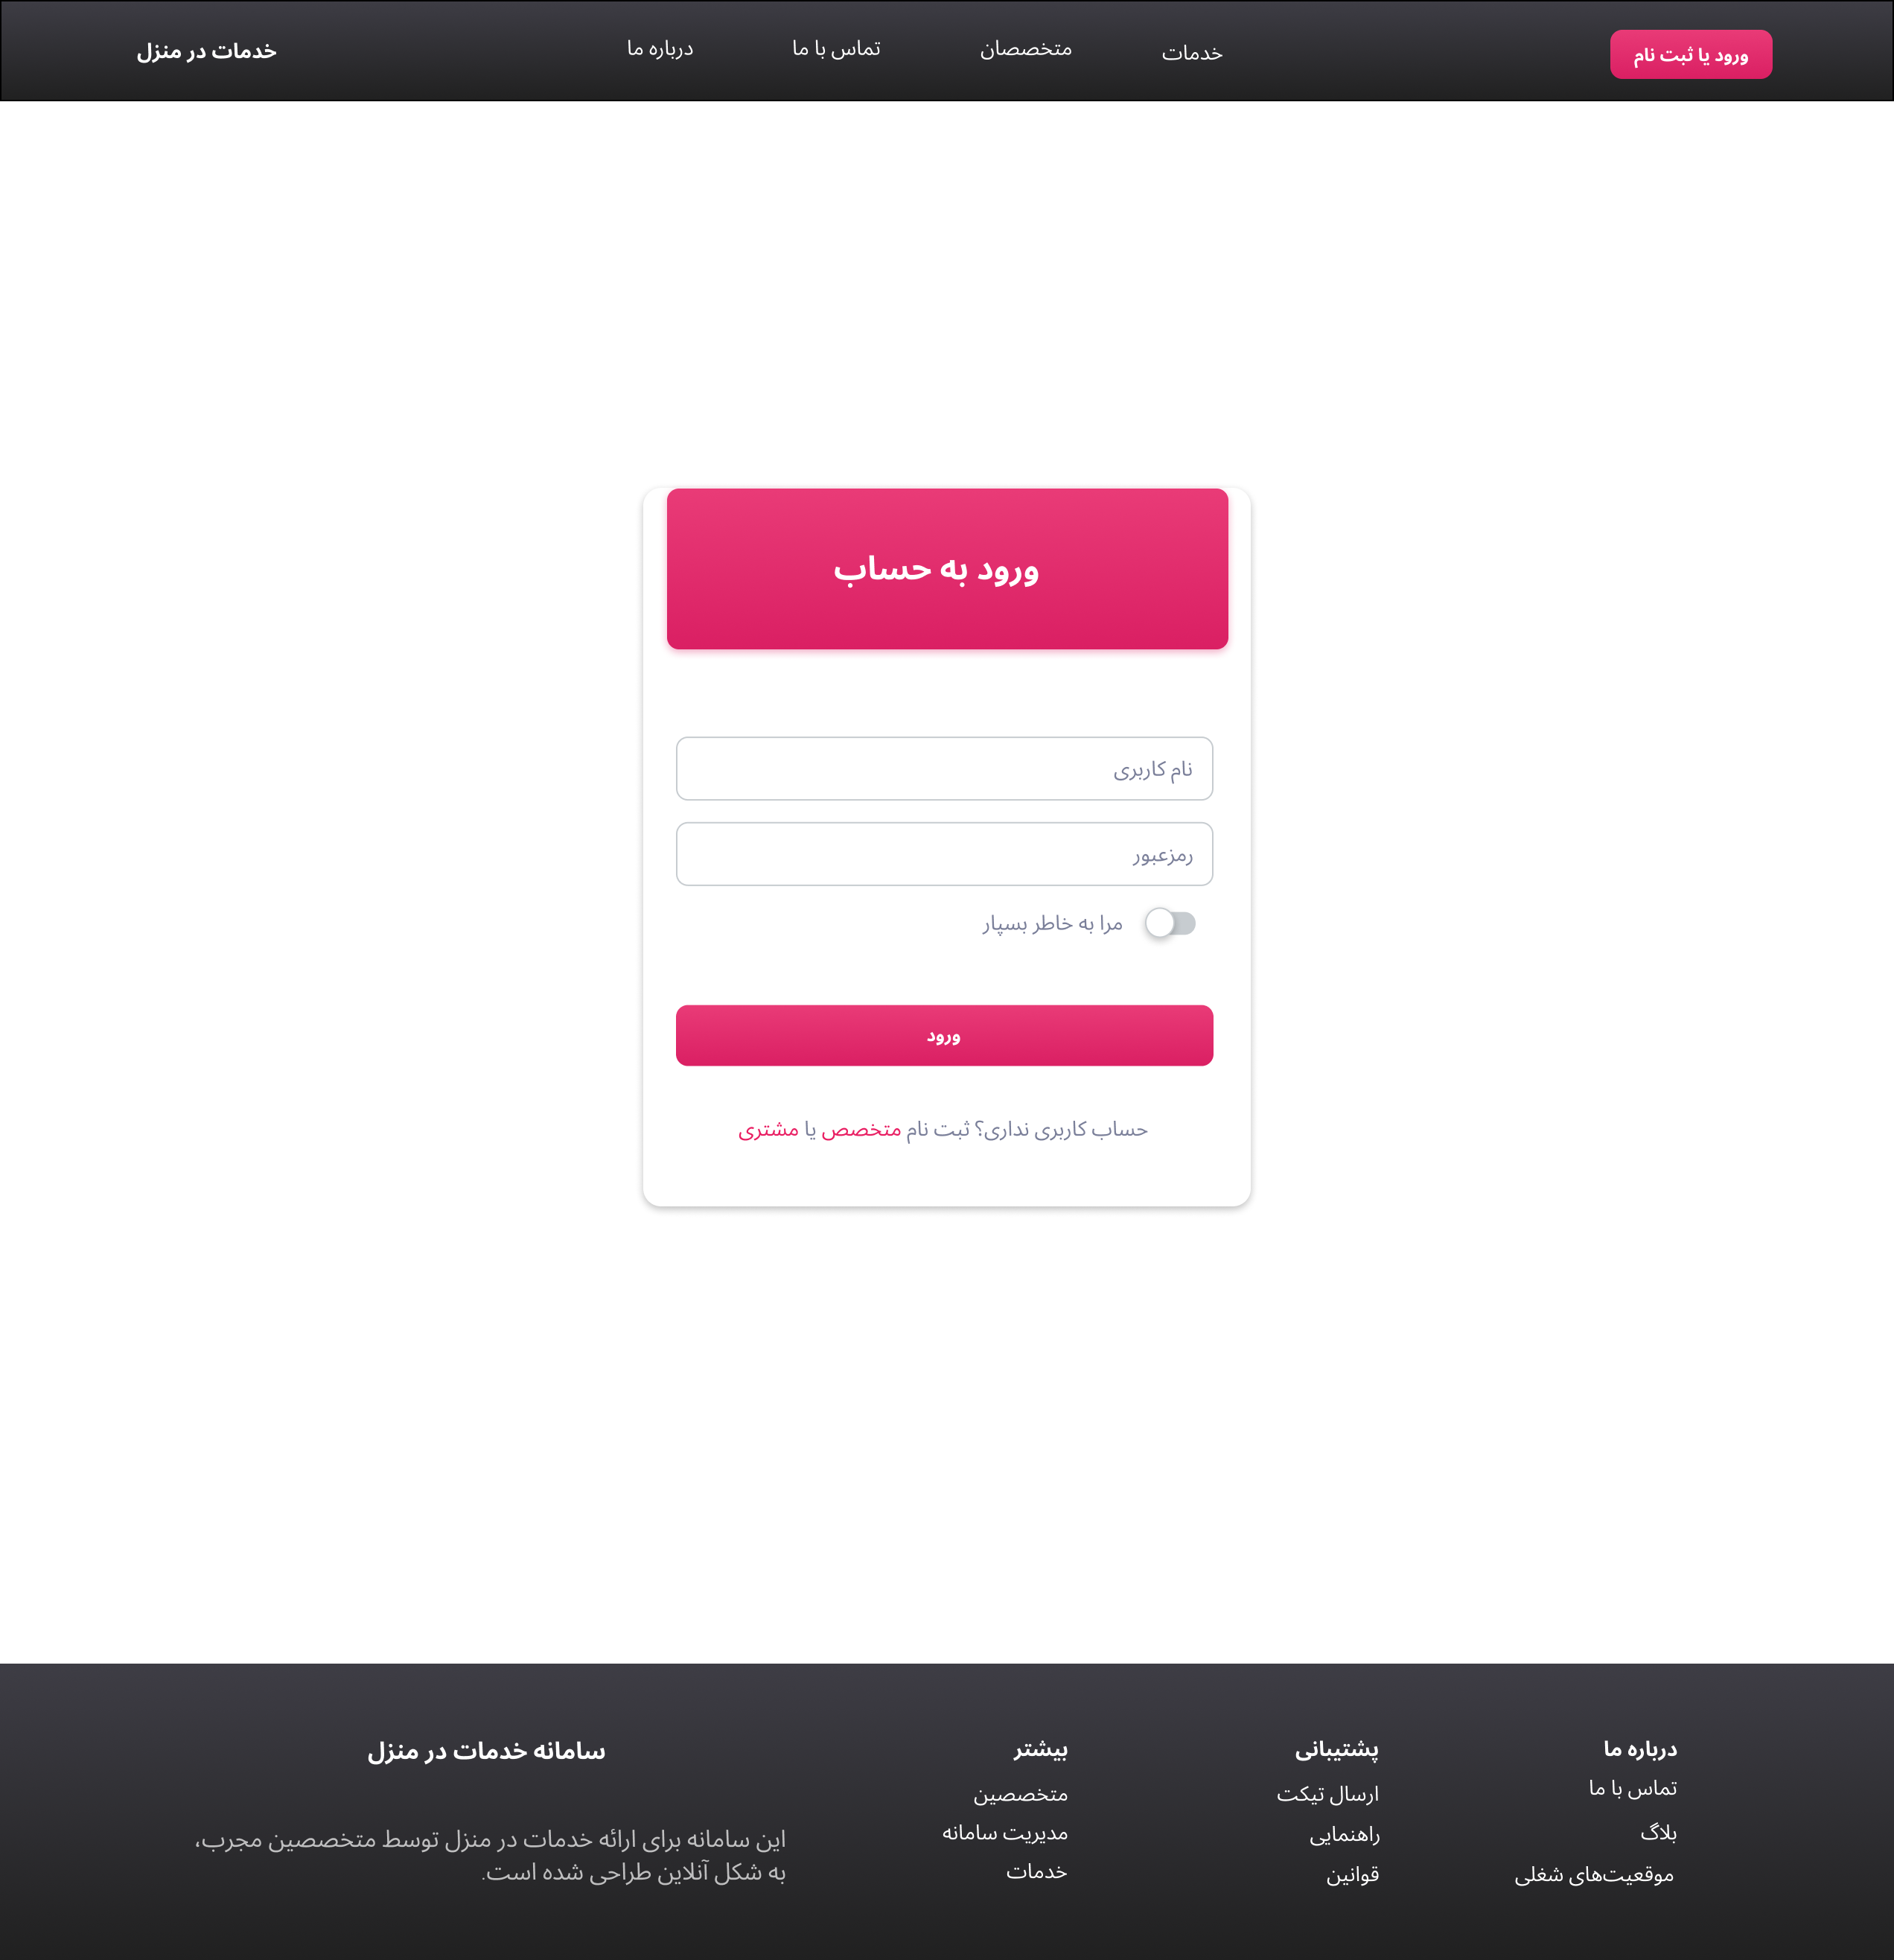 ورود یا ثبت نام
خدمات
متخصصان
تماس با ما
درباره ما
خدمات در منزل
ورود به حساب
نام کاربری
رمزعبور
مرا به خاطر بسپار
ورود
حساب کاربری نداری؟ ثبت نام متخصص یا مشتری
درباره ما
تماس با ما
بلاگ
موقعیت‌های شغلی
پشتیبانی
ارسال تیکت
راهنمایی
قوانین
بیشتر
متخصصین
مدیریت سامانه
خدمات
سامانه خدمات در منزل
این سامانه برای ارائه خدمات در منزل توسط متخصصین مجرب،
به شکل آنلاین طراحی شده است.